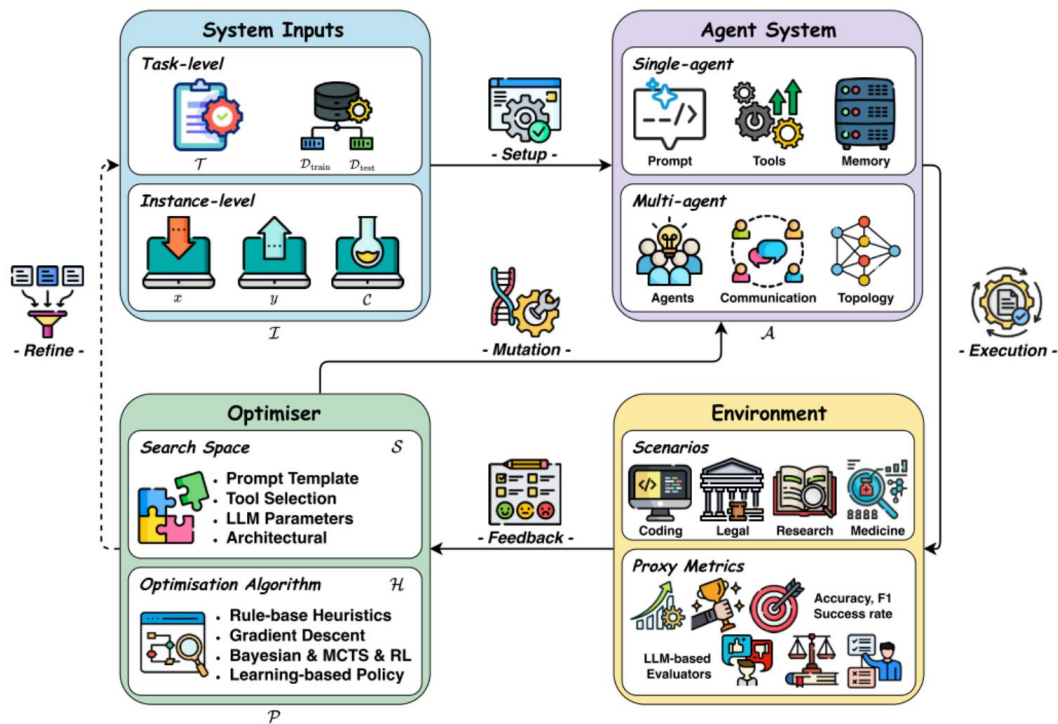 System Inputs
Task-level
𝒯
𝒟train
𝒟test
Instance-level
x
y
𝒞
ℐ
- Setup -
Agent System
Single-agent
--/>
Prompt
Tools
Memory
Multi-agent
Agents
Communication
Topology
𝒜
- Refine -
- Mutation -
- Execution -
Optimiser
Search Space
𝒮
• Prompt Template
• Tool Selection
• LLM Parameters
• Architectural
Optimisation Algorithm
ℋ
• Rule-base Heuristics
• Gradient Descent
• Bayesian & MCTS & RL
• Learning-based Policy
𝒫
- Feedback -
Environment
Scenarios
</>
Coding
Legal
Research
Medicine
Proxy Metrics
Accuracy, F1
Success rate
LLM-based
Evaluators